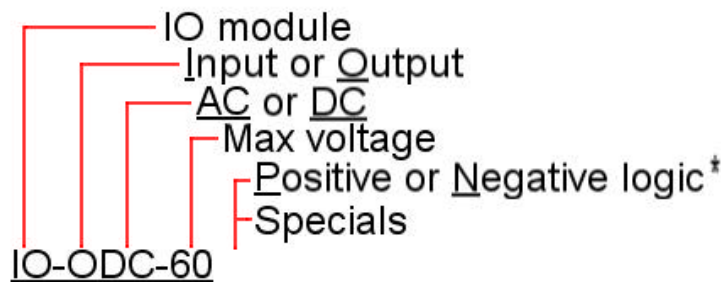 IO module
Input or Output
AC or DC
Max voltage
Positive or Negative logic*
Specials
IO-ODC-60